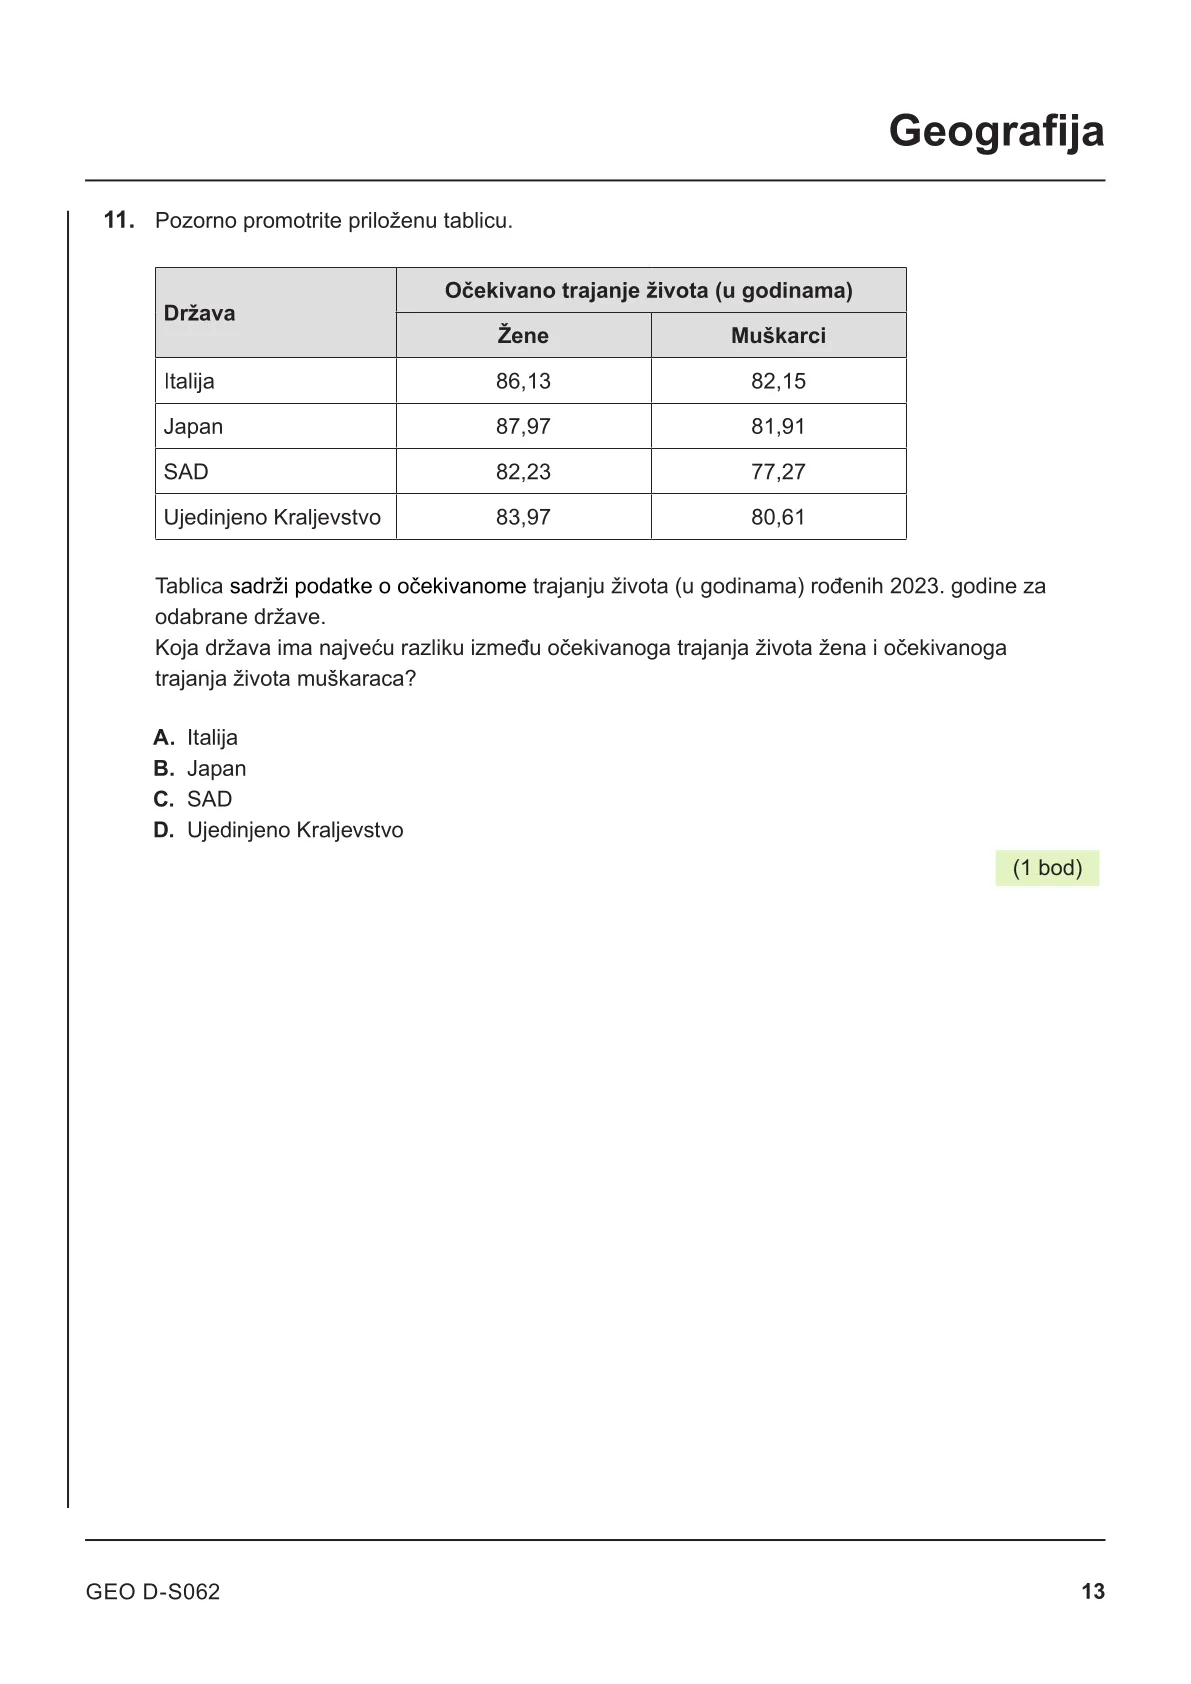 Geografija
11. Pozorno promotrite priloženu tablicu.
Država
Očekivano trajanje života (u godinama)
Žene Muškarci
Italija 86,13 82,15
Japan 87,97 81,91
SAD 82,23 77,27
Ujedinjeno Kraljevstvo 83,97 80,61
Tablica sadrži podatke o očekivanome trajanju života (u godinama) rođenih 2023. godine za
odabrane države.
Koja država ima najveću razliku između očekivanoga trajanja života žena i očekivanoga
trajanja života muškaraca?
A. Italija
B. Japan
C. SAD
D. Ujedinjeno Kraljevstvo
(1 bod)
GEO D-S062 13